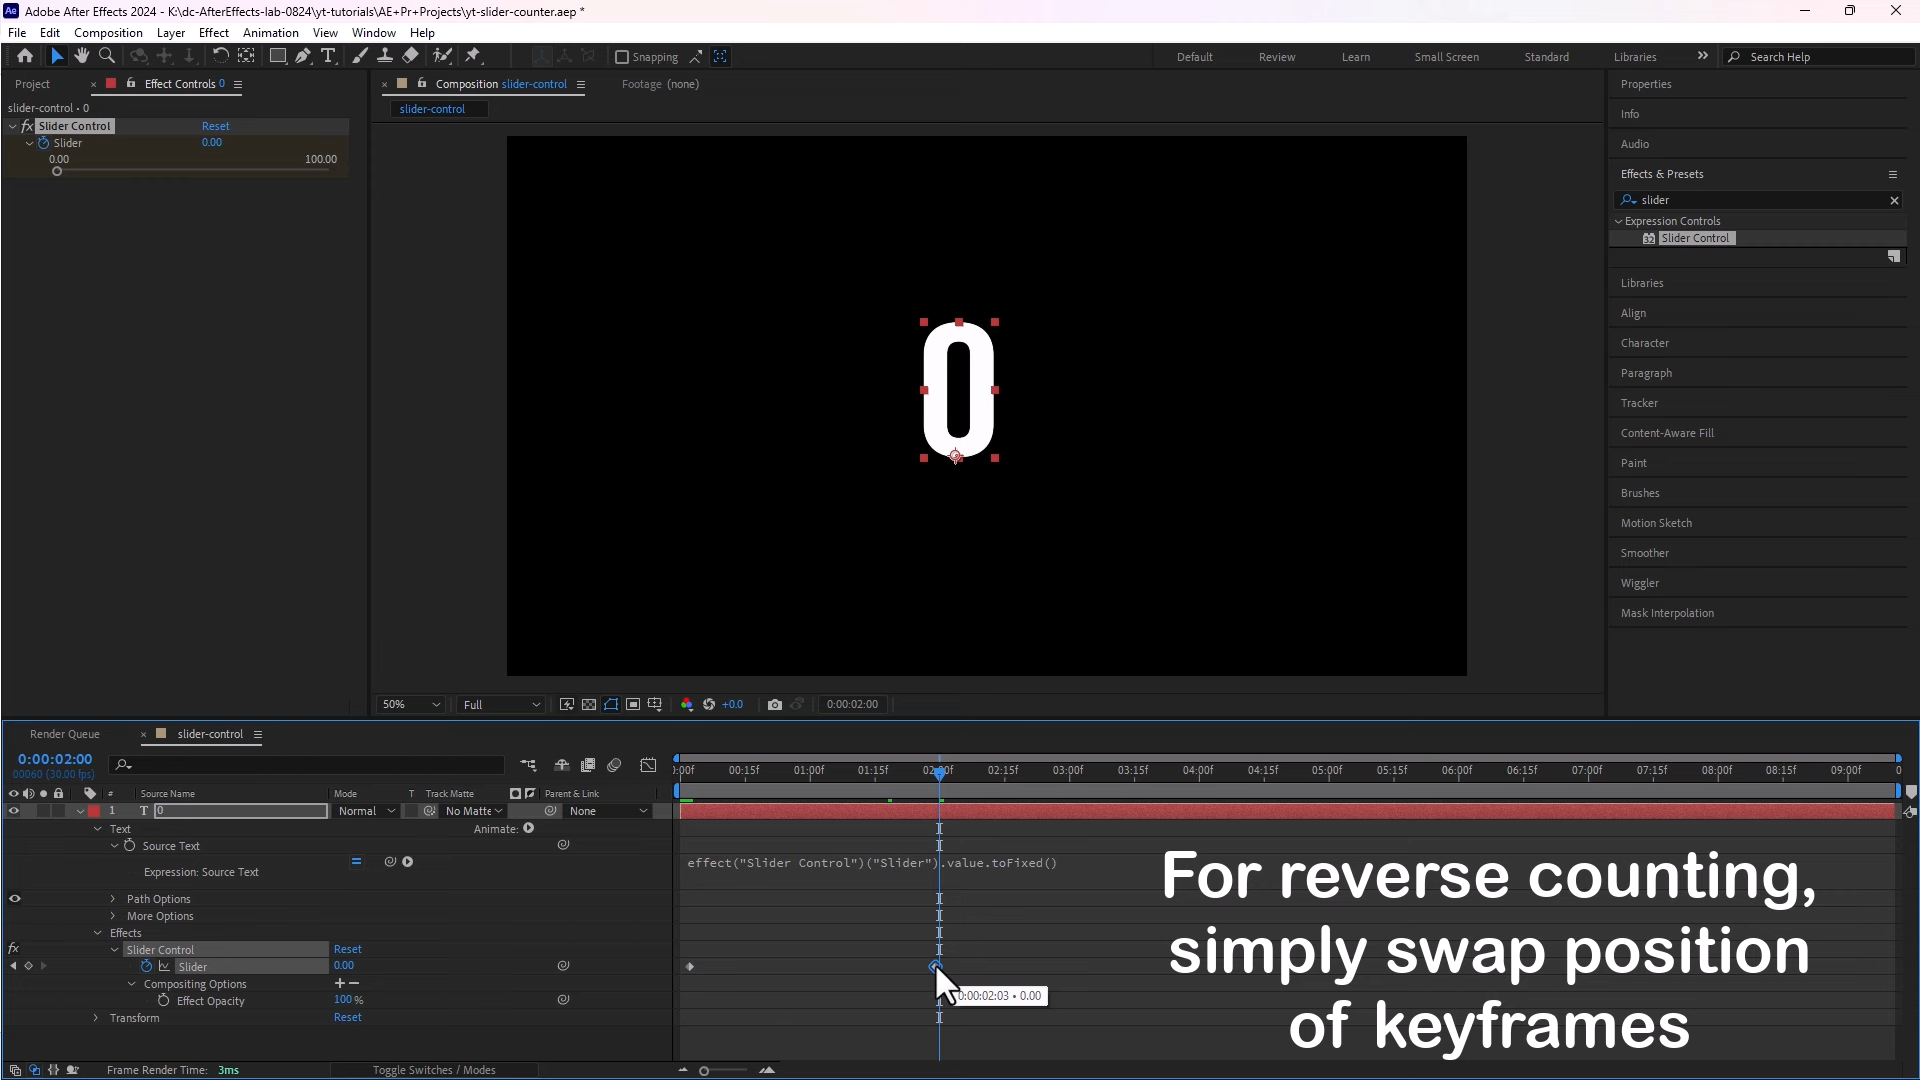 Adobe After Effects 2024 - K:\dc-AfterEffects-lab-0824\yt-tutorials\AE+Pr+Projects\yt-slider-counter.aep *
File Edit Composition Layer Effect Animation View Window Help
Snapping Default Review Learn Small Screen Standard Libraries Search Help
Project
Effect Controls 0
slider-control • 0
fx Slider Control Reset
Slider 0.00
0.00 100.00
Composition slider-control
Footage (none)
slider-control
0
50% Full +0.0 0:00:02:00
Properties
Info
Audio
Effects & Presets
slider
Expression Controls
32 Slider Control
Libraries
Align
Character
Paragraph
Tracker
Content-Aware Fill
Paint
Brushes
Motion Sketch
Smoother
Wiggler
Mask Interpolation
Render Queue slider-control
0:00:02:00
00060 (30.00 fps)
:00f 00:15f 01:00f 01:15f 02:00f 02:15f 03:00f 03:15f 04:00f 04:15f 05:00f 05:15f 06:00f 06:15f 07:00f 07:15f 08:00f 08:15f 09:00f 0
# Source Name Mode T Track Matte Parent & Link
1 T 0 Normal No Matte None
Text Animate:
Source Text
Expression: Source Text
effect("Slider Control")("Slider").value.toFixed()
Path Options
More Options
Effects
fx Slider Control Reset
Slider 0.00
Compositing Options + −
Effect Opacity 100 %
Transform Reset
0:00:02:03 • 0.00
For reverse counting,
simply swap position
of keyframes
Frame Render Time: 3ms Toggle Switches / Modes